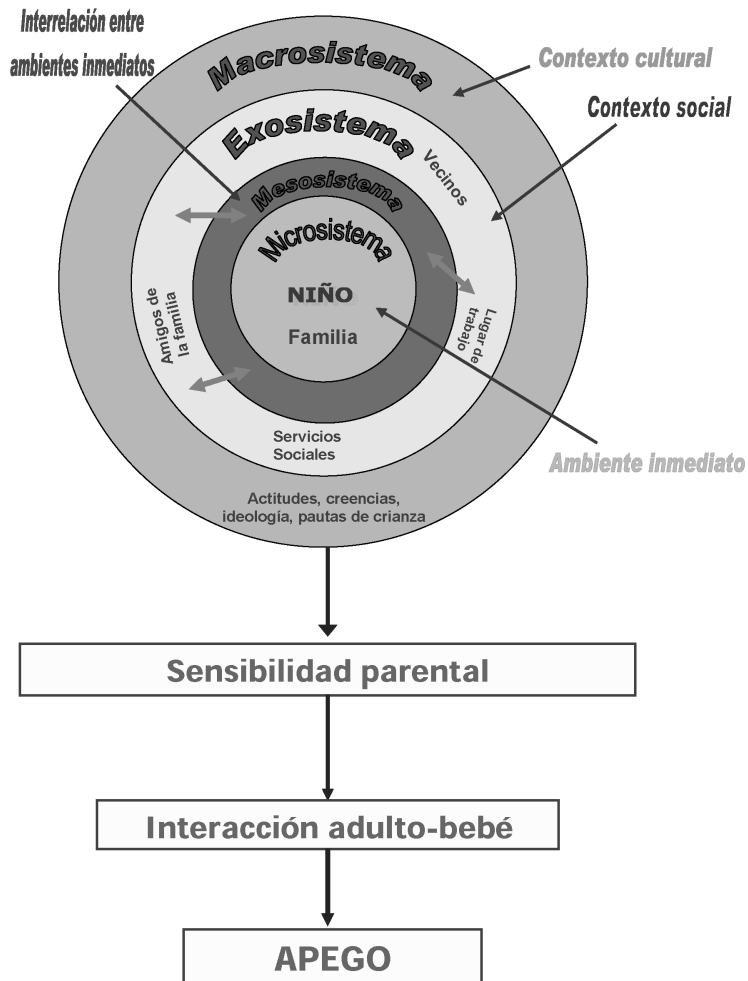 Interrelación entre
ambientes inmediatos
Macrosistema
Contexto cultural
Contexto social
Exosistema
Vecinos
Mesosistema
Microsistema
NIÑO
Familia
Amigos de
la familia
Lugar de
trabajo
Servicios
Sociales
Ambiente inmediato
Actitudes, creencias,
ideología, pautas de crianza
Sensibilidad parental
Interacción adulto-bebé
APEGO